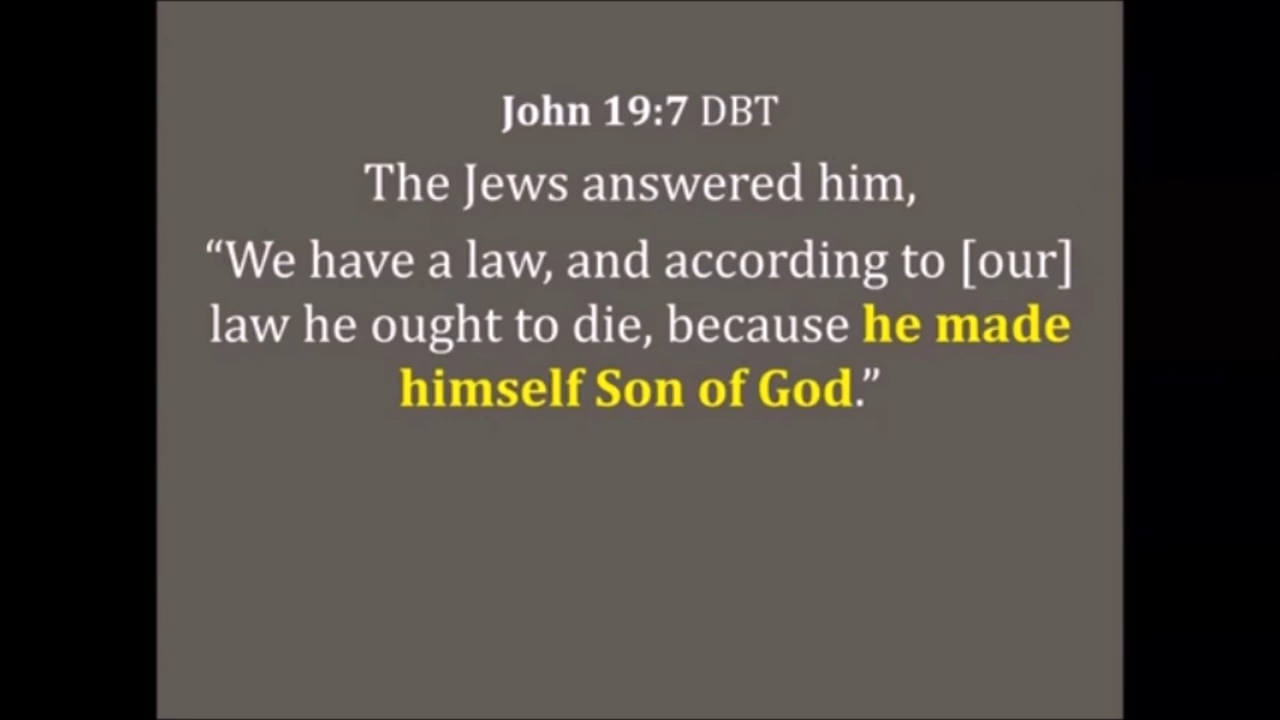 John 19:7 DBT
The Jews answered him,
“We have a law, and according to [our]
law he ought to die, because he made
himself Son of God.”